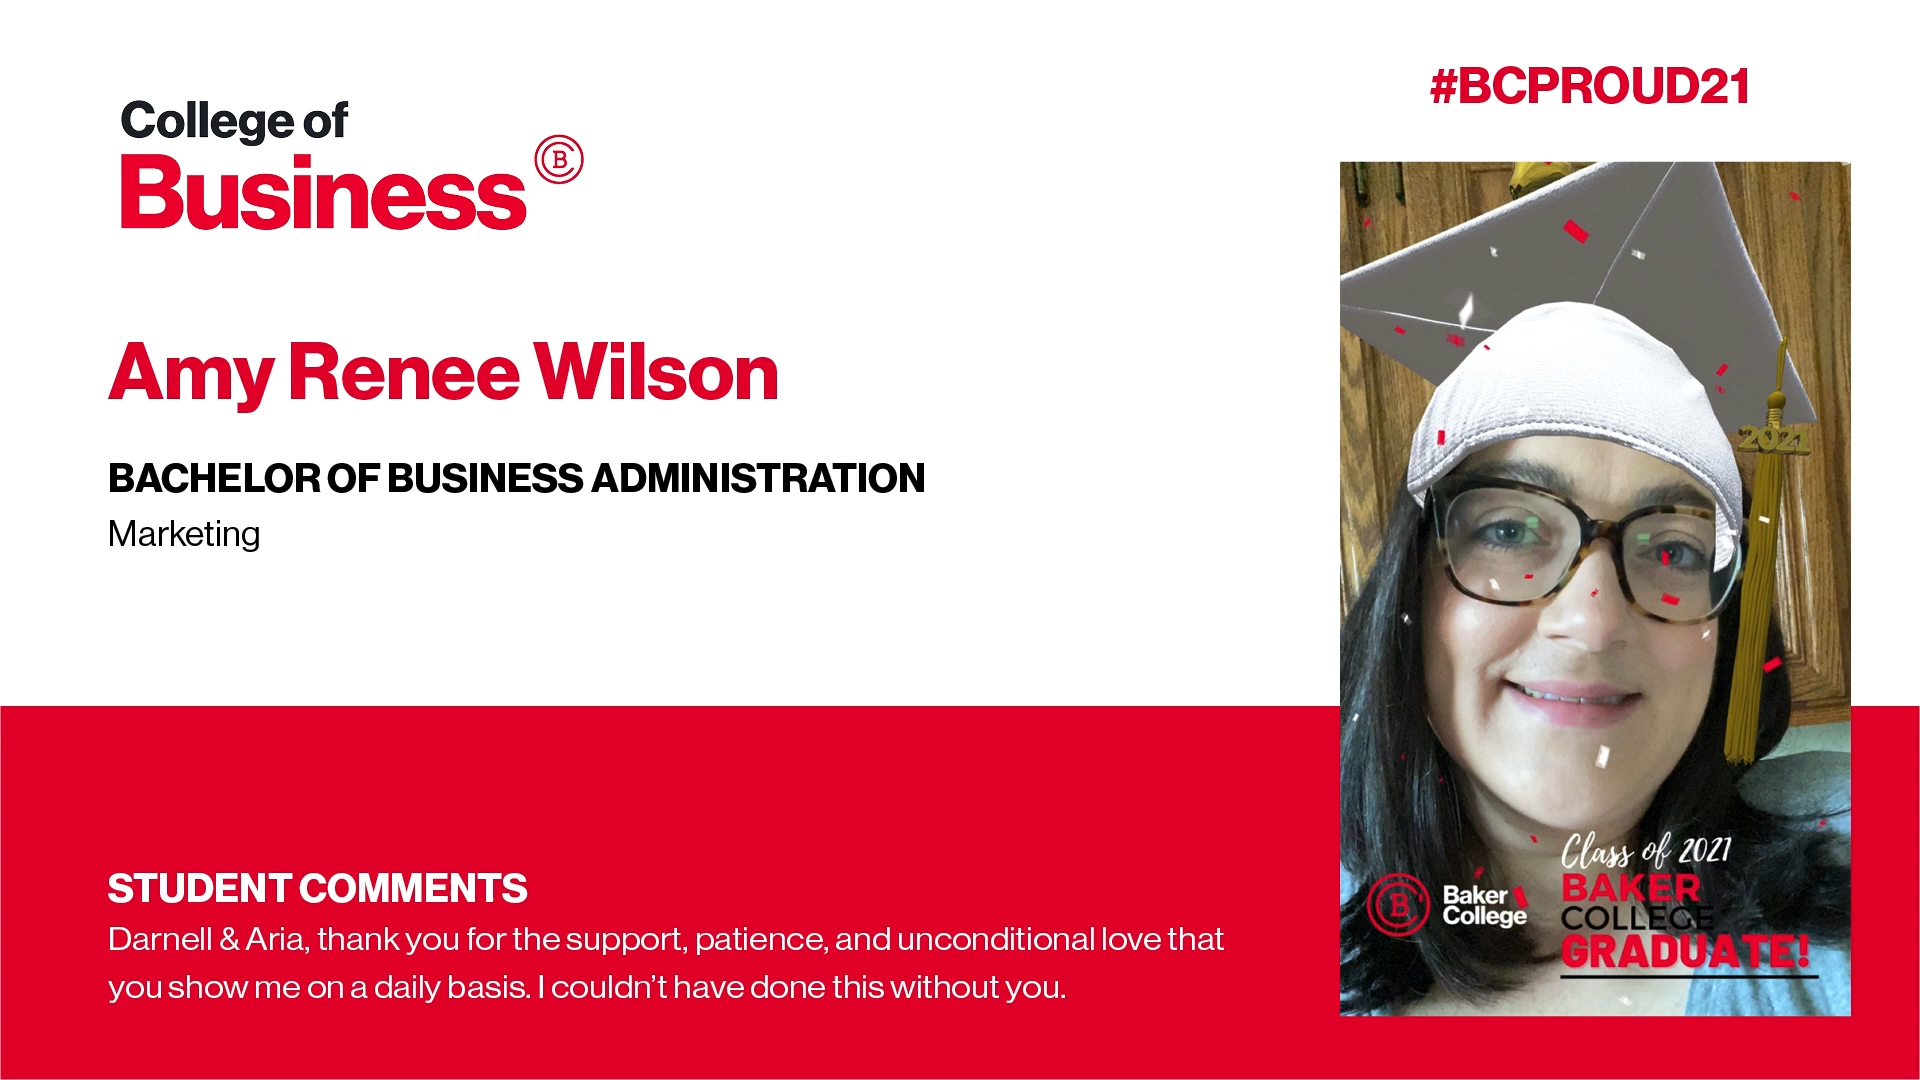 College of
Business
B
#BCPROUD21
Amy Renee Wilson
BACHELOR OF BUSINESS ADMINISTRATION
Marketing
2021
STUDENT COMMENTS
Darnell & Aria, thank you for the support, patience, and unconditional love that
you show me on a daily basis. I couldn’t have done this without you.
B
Baker
College
Class of 2021
BAKER
COLLEGE
GRADUATE!